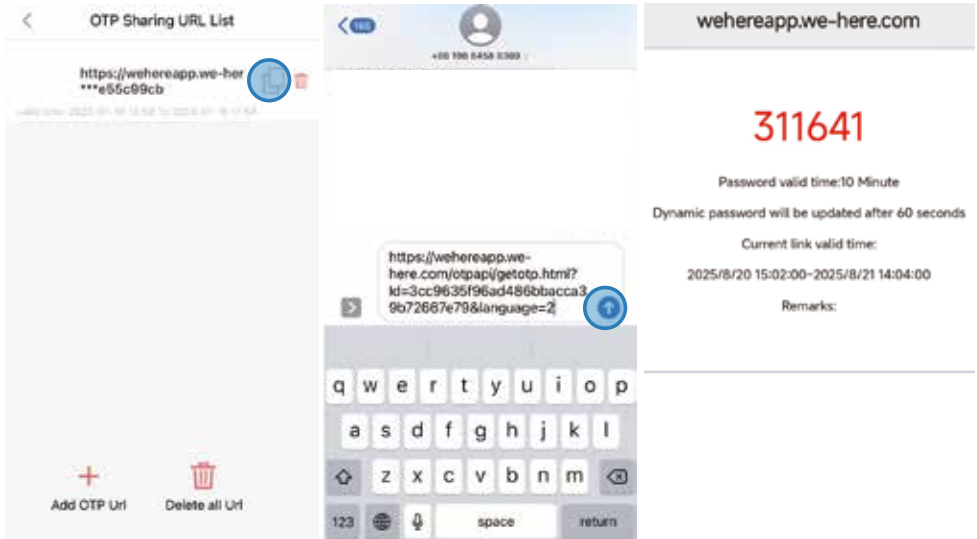 OTP Sharing URL List
https://wehereapp.we-her
***e55c99cb
wehereapp.we-here.com
311641
Password valid time:10 Minute
Dynamic password will be updated after 60 seconds
Current link valid time:
2025/8/20 15:02:00-2025/8/21 14:04:00
Remarks:
https://wehereapp.we-
here.com/otpapi/getotp.html?
Id=3cc9635f96ad486bbacca3
9b72667e79&language=2
q w e r t y u i o p
a s d f g h j k l
z x c v b n m
123 space return
Add OTP Url Delete all Url